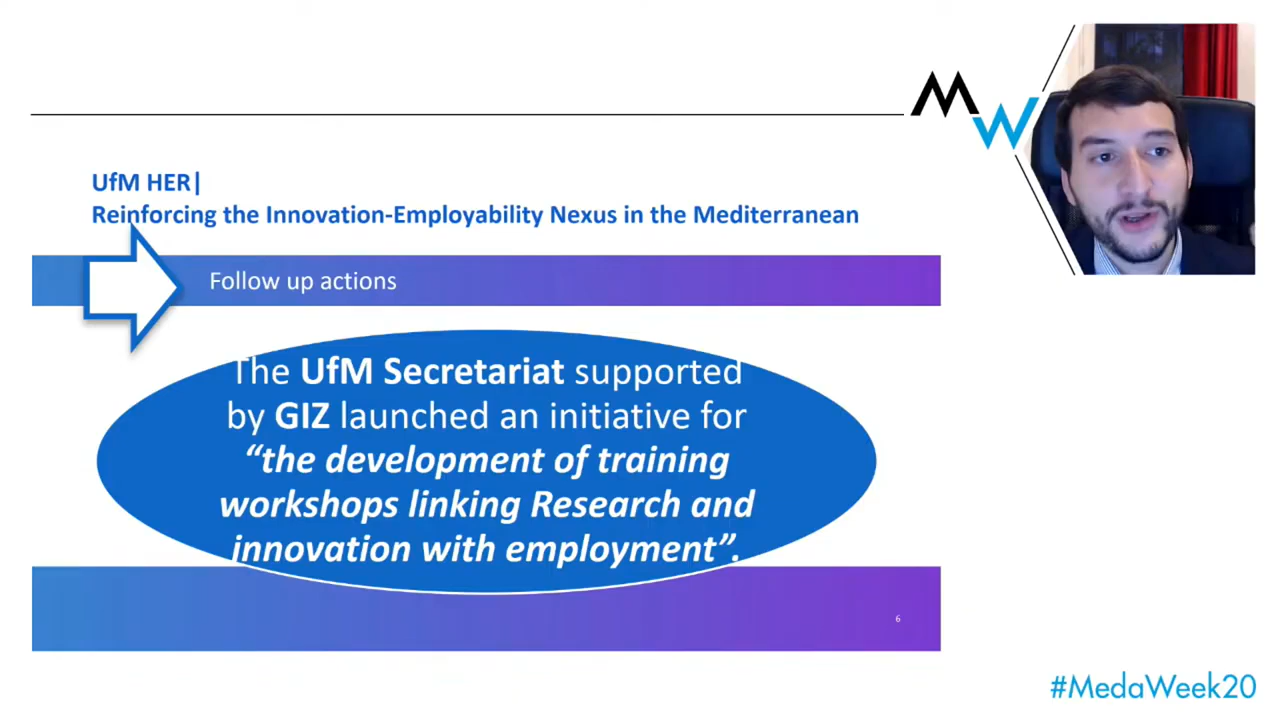 MW
UfM HER|
Reinforcing the Innovation-Employability Nexus in the Mediterranean
Follow up actions
The UfM Secretariat supported
by GIZ launched an initiative for
“the development of training
workshops linking Research and
innovation with employment”.
6
#MedaWeek20